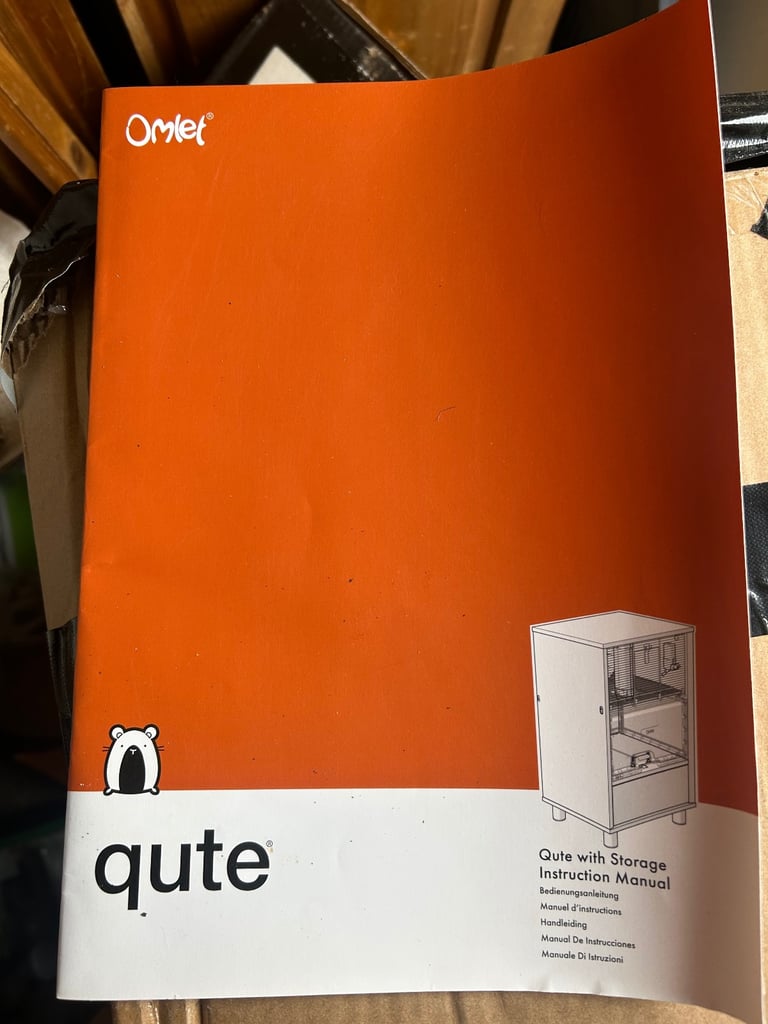 Omlet®
qute®
Qute with Storage
Instruction Manual
Bedienungsanleitung
Manuel d'instructions
Handleiding
Manual De Instrucciones
Manuale Di Istruzioni